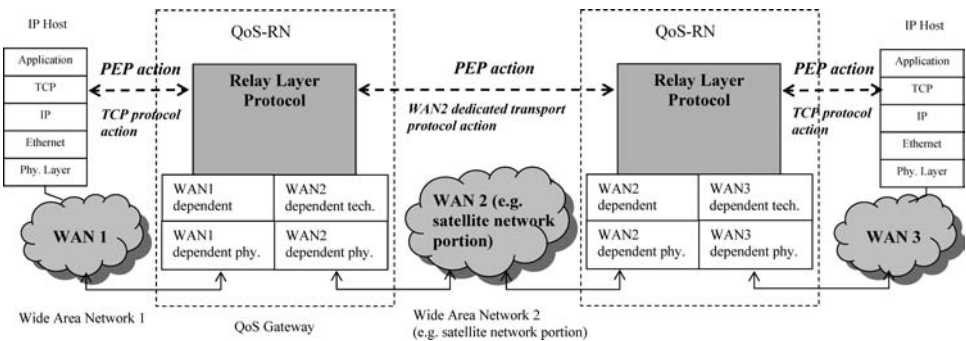 IP Host
Application
TCP
IP
Ethernet
Phy. Layer
WAN 1
Wide Area Network 1
PEP action
TCP protocol
action
QoS-RN
Relay Layer
Protocol
WAN1
dependent
WAN2
dependent tech.
WAN1
dependent phy.
WAN2
dependent phy.
QoS Gateway
PEP action
WAN2 dedicated transport
protocol action
WAN 2 (e.g.
satellite network
portion)
Wide Area Network 2
(e.g. satellite network portion)
QoS-RN
Relay Layer
Protocol
WAN2
dependent
WAN3
dependent tech.
WAN2
dependent phy.
WAN3
dependent phy.
PEP action
TCP protocol
action
IP Host
Application
TCP
IP
Ethernet
Phy. Layer
WAN 3